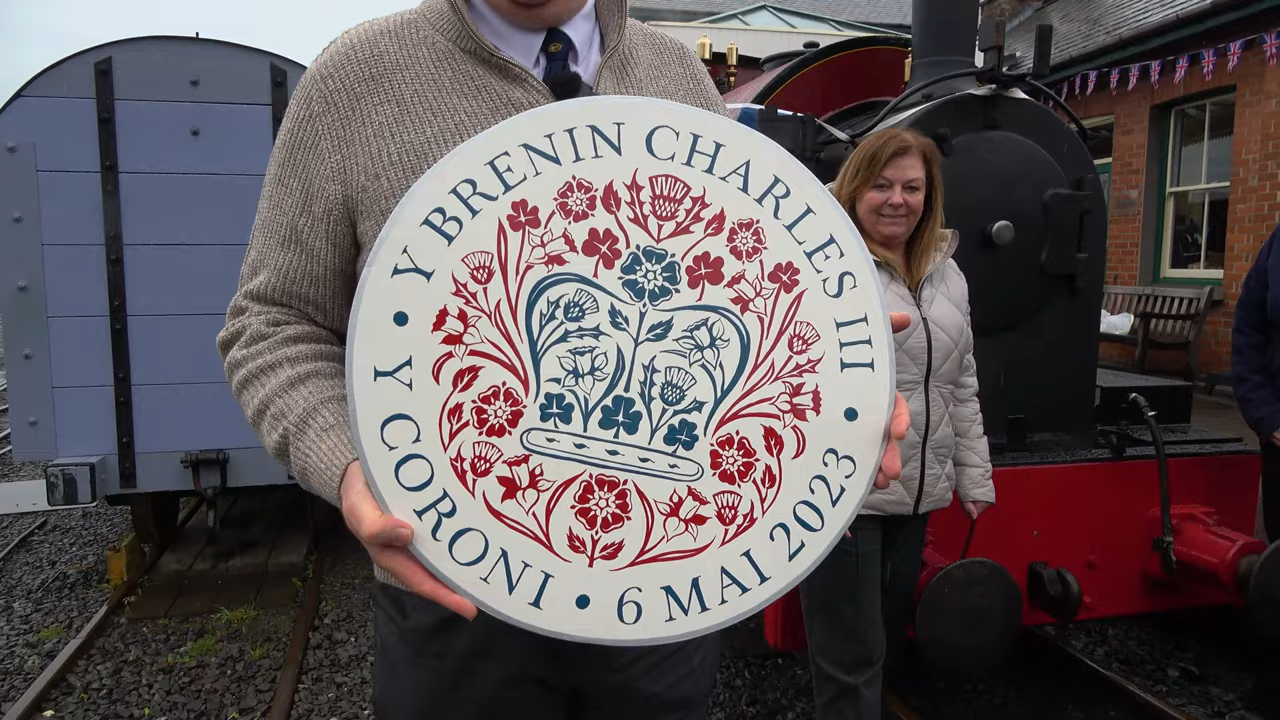 Y BRENIN CHARLES III • 
Y CORONI • 6 MAI 2023 •